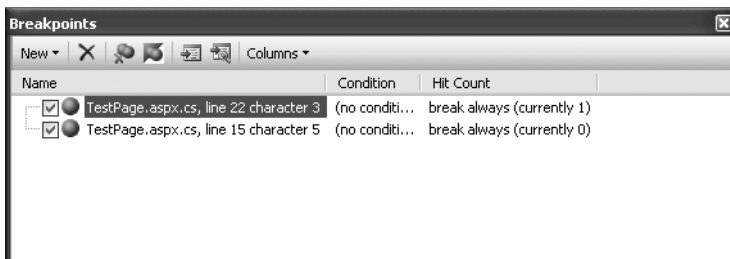 Breakpoints
New Columns
Name Condition Hit Count
TestPage.aspx.cs, line 22 character 3 (no conditi... break always (currently 1)
TestPage.aspx.cs, line 15 character 5 (no conditi... break always (currently 0)